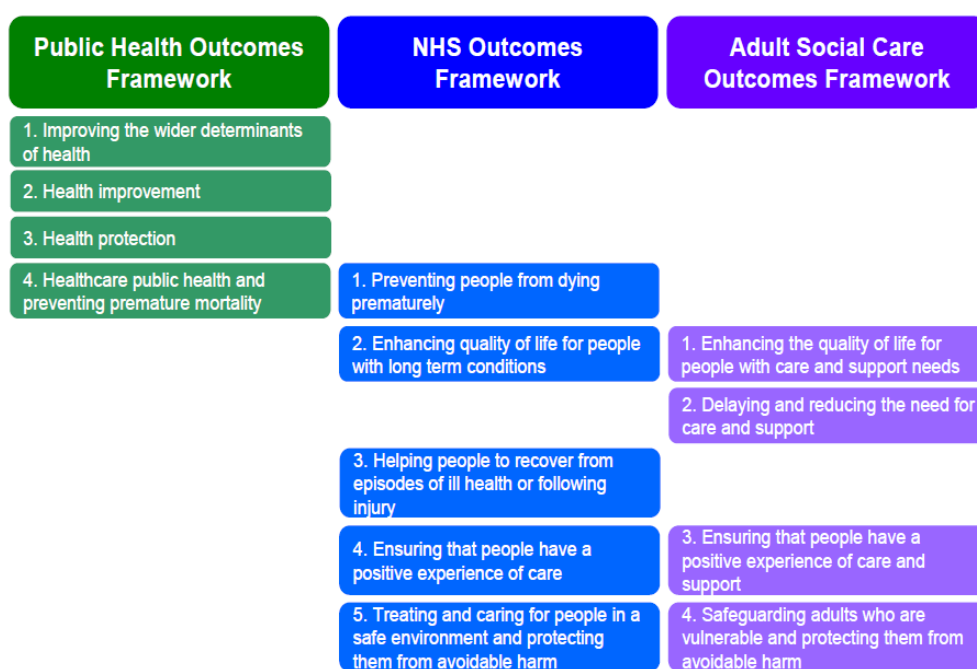 Public Health Outcomes
Framework
NHS Outcomes
Framework
Adult Social Care
Outcomes Framework
1. Improving the wider determinants
of health
2. Health improvement
3. Health protection
4. Healthcare public health and
preventing premature mortality
1. Preventing people from dying
prematurely
2. Enhancing quality of life for people
with long term conditions
1. Enhancing the quality of life for
people with care and support needs
2. Delaying and reducing the need for
care and support
3. Helping people to recover from
episodes of ill health or following
injury
4. Ensuring that people have a
positive experience of care
3. Ensuring that people have a
positive experience of care and
support
5. Treating and caring for people in a
safe environment and protecting
them from avoidable harm
4. Safeguarding adults who are
vulnerable and protecting them from
avoidable harm